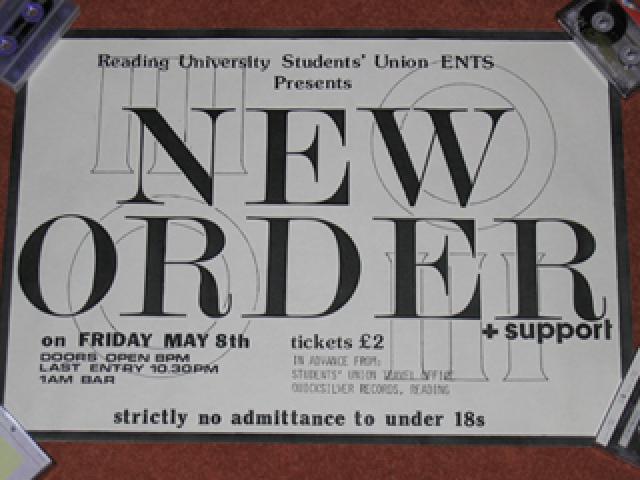 Reading University Students' Union ENTS
Presents
NEW
ORDER
+ support
on FRIDAY MAY 8th
DOORS OPEN 8PM
LAST ENTRY 10.30PM
1AM BAR
tickets £2
IN ADVANCE FROM:
STUDENTS' UNION TRAVEL OFFICE
QUICKSILVER RECORDS, READING
strictly no admittance to under 18s